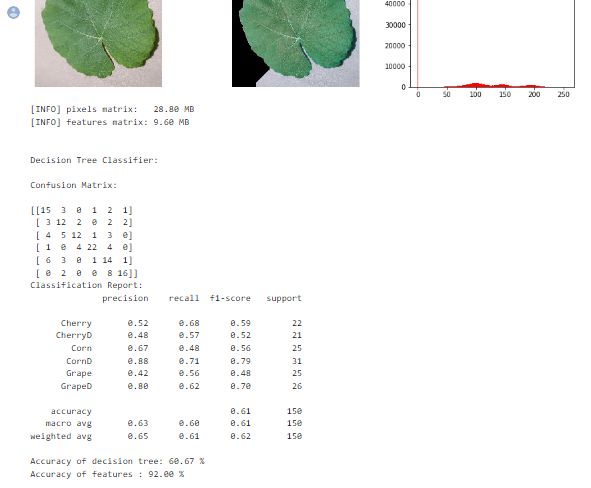 40000
30000
20000
10000
0
0 50 100 150 200 250
[INFO] pixels matrix: 28.80 MB
[INFO] features matrix: 9.60 MB
Decision Tree Classifier:
Confusion Matrix:
[[15 3 0 1 2 1]
[ 3 12 2 0 2 2]
[ 4 5 12 1 3 0]
[ 1 0 4 22 4 0]
[ 6 3 0 1 14 1]
[ 0 2 0 0 8 16]]
Classification Report:
precision recall f1-score support
Cherry 0.52 0.68 0.59 22
CherryD 0.48 0.57 0.52 21
Corn 0.67 0.48 0.56 25
CornD 0.88 0.71 0.79 31
Grape 0.42 0.56 0.48 25
GrapeD 0.80 0.62 0.70 26
accuracy 0.61 150
macro avg 0.63 0.60 0.61 150
weighted avg 0.65 0.61 0.62 150
Accuracy of decision tree: 60.67 %
Accuracy of features : 92.00 %